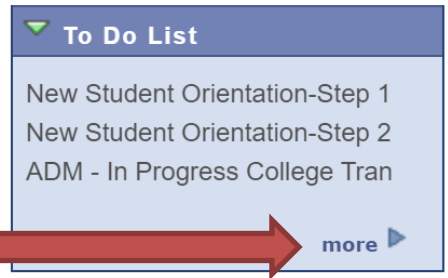 To Do List
New Student Orientation-Step 1
New Student Orientation-Step 2
ADM - In Progress College Tran
more